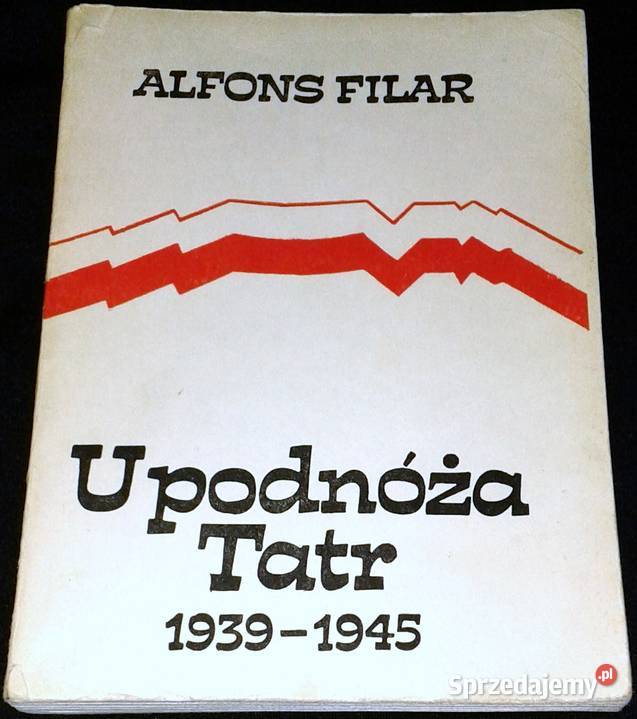 ALFONS FILAR
U podnóża
Tatr
1939-1945
Sprzedajemy.pl